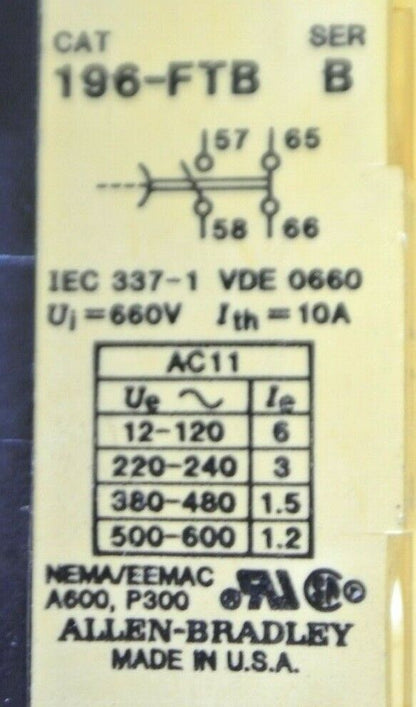 CAT SER
196-FTB B
57 65
58 66
IEC 337-1 VDE 0660
Ui=660V Ith=10A
AC11
Ue ~ Ie
12-120 6
220-240 3
380-480 1.5
500-600 1.2
NEMA/EEMAC
A600, P300 ® RU SA ®
ALLEN-BRADLEY
MADE IN U.S.A.